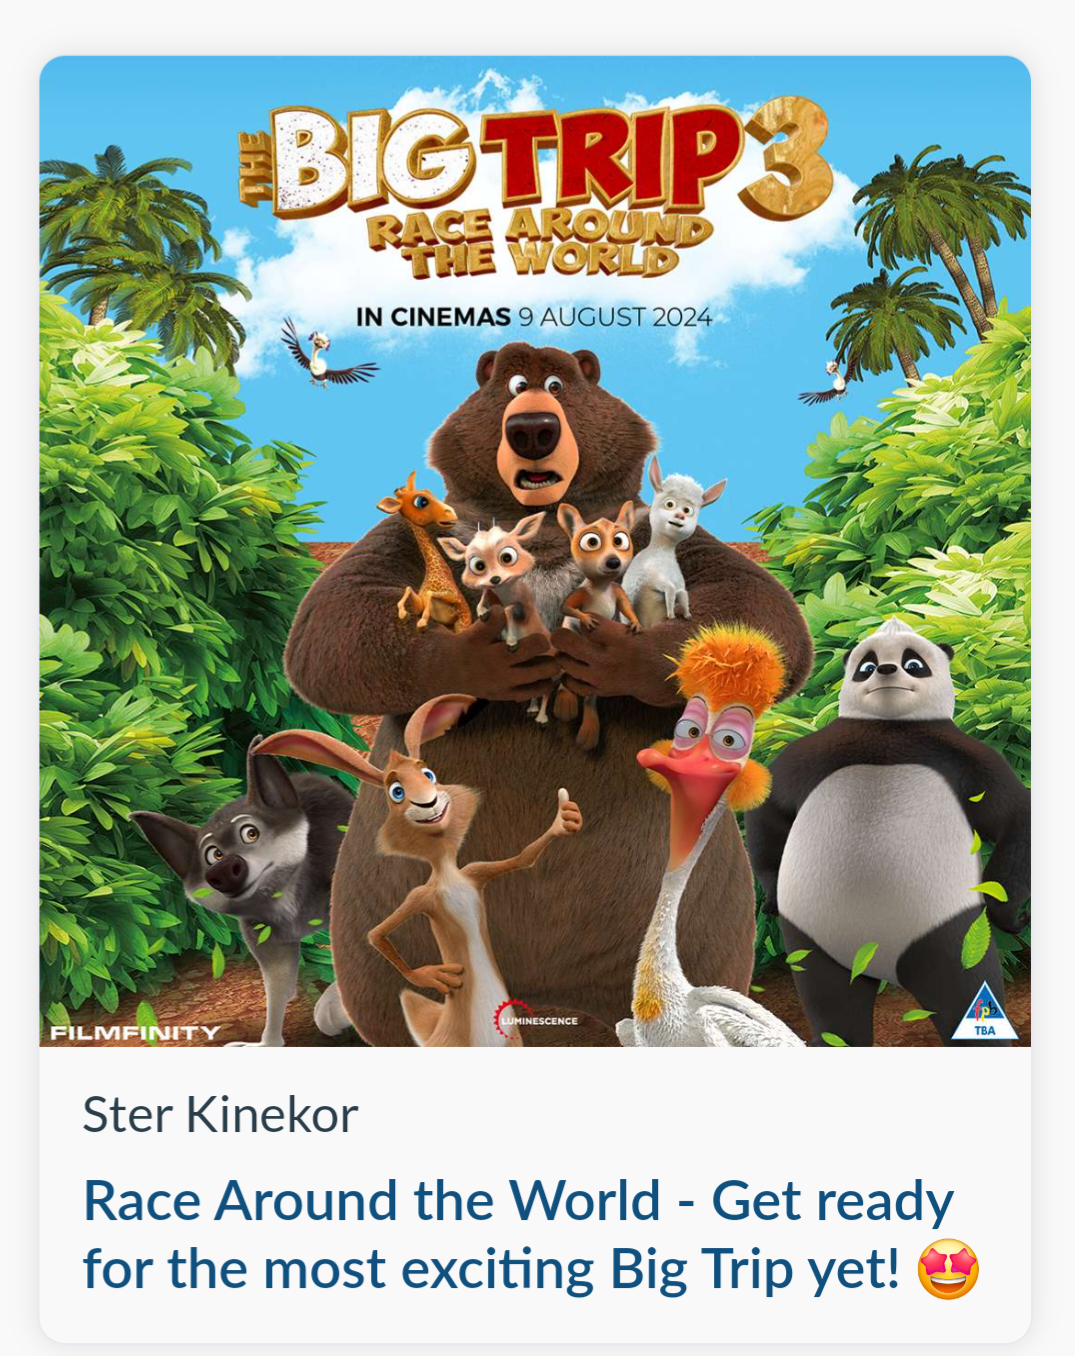 THE BIG TRIP 3
RACE AROUND
THE WORLD
IN CINEMAS 9 AUGUST 2024
FILMFINITY
LUMINESCENCE
fpb
TBA
Ster Kinekor
Race Around the World - Get ready
for the most exciting Big Trip yet! 🤩